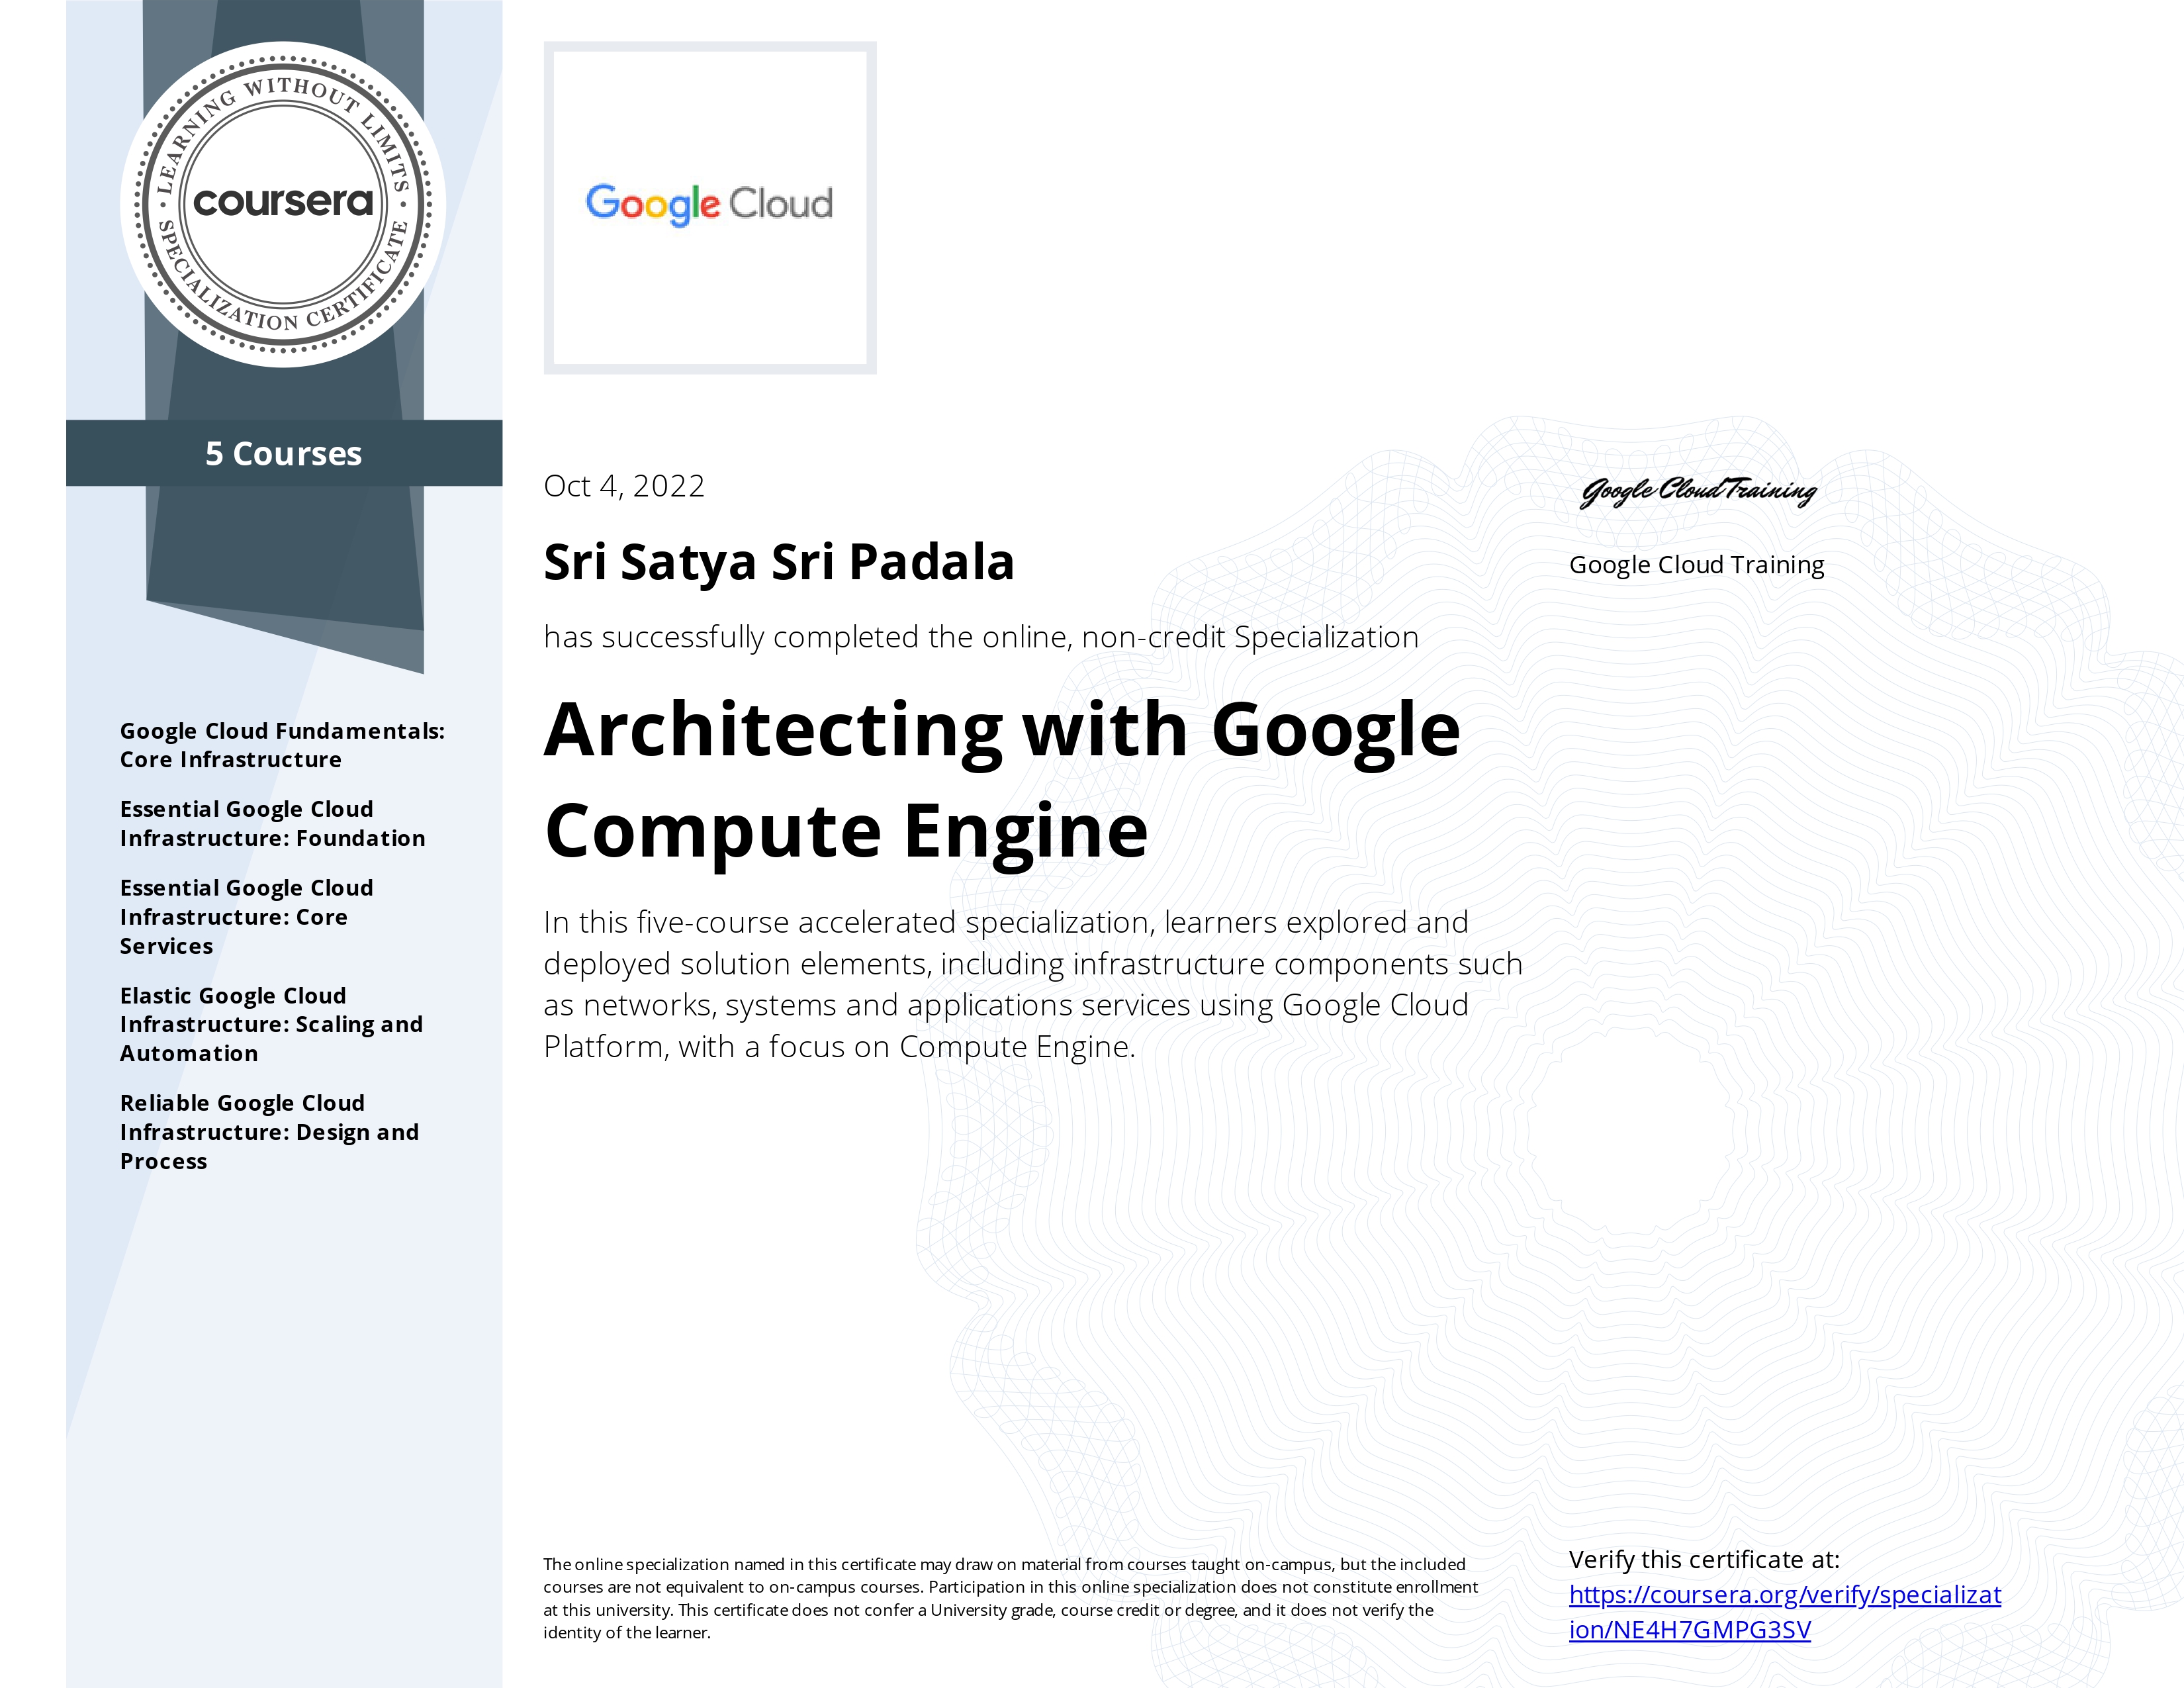 LEARNING WITHOUT LIMITS
coursera
SPECIALIZATION CERTIFICATE
5 Courses
Google Cloud Fundamentals:
Core Infrastructure
Essential Google Cloud
Infrastructure: Foundation
Essential Google Cloud
Infrastructure: Core
Services
Elastic Google Cloud
Infrastructure: Scaling and
Automation
Reliable Google Cloud
Infrastructure: Design and
Process
Google Cloud
Oct 4, 2022
Sri Satya Sri Padala
has successfully completed the online, non-credit Specialization
Architecting with Google
Compute Engine
In this five-course accelerated specialization, learners explored and
deployed solution elements, including infrastructure components such
as networks, systems and applications services using Google Cloud
Platform, with a focus on Compute Engine.
Google Cloud Training
Google Cloud Training
The online specialization named in this certificate may draw on material from courses taught on-campus, but the included
courses are not equivalent to on-campus courses. Participation in this online specialization does not constitute enrollment
at this university. This certificate does not confer a University grade, course credit or degree, and it does not verify the
identity of the learner.
Verify this certificate at:
https://coursera.org/verify/specializat
ion/NE4H7GMPG3SV